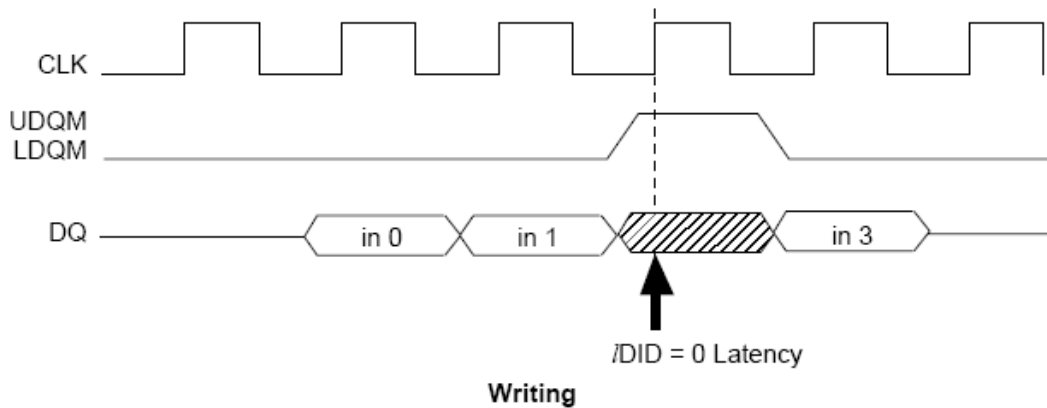 CLK
UDQM
LDQM
DQ
in 0
in 1
in 3
lDID = 0 Latency
Writing